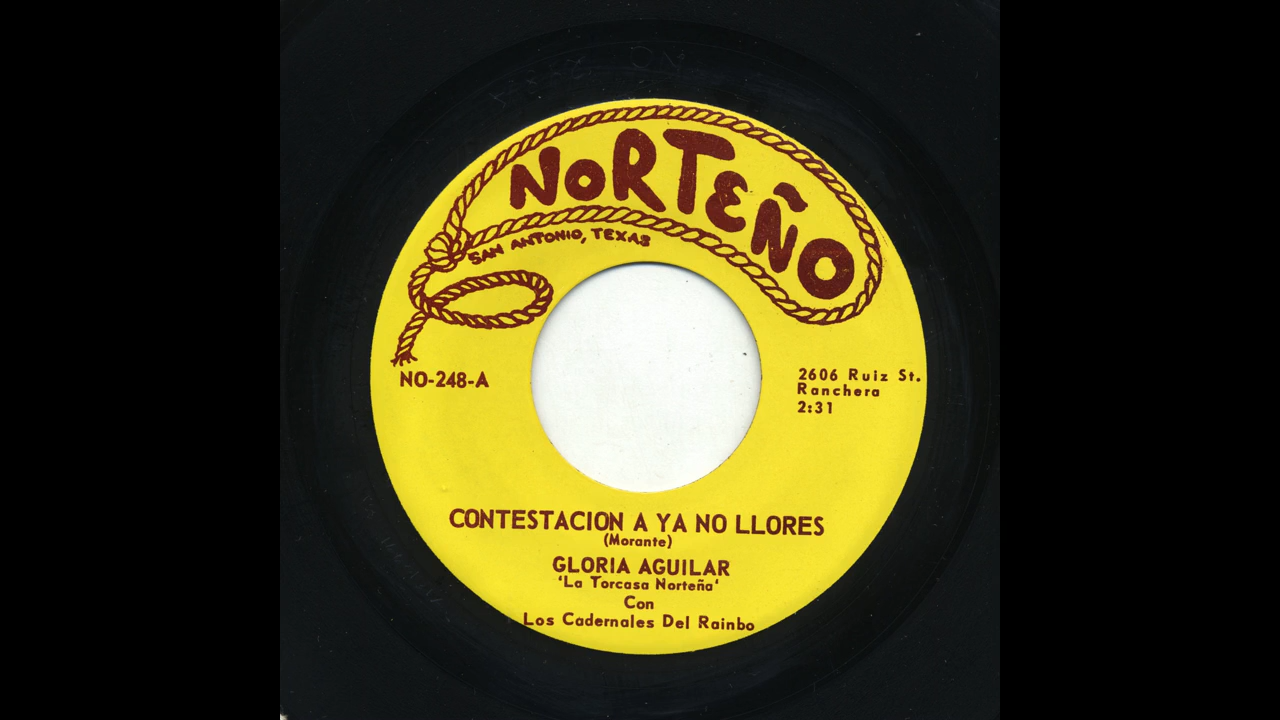 NORTEÑO
SAN ANTONIO, TEXAS
NO-248-A
2606 Ruiz St.
Ranchera
2:31
CONTESTACION A YA NO LLORES
(Morante)
GLORIA AGUILAR
'La Torcasa Norteña'
Con
Los Cadernales Del Rainbo